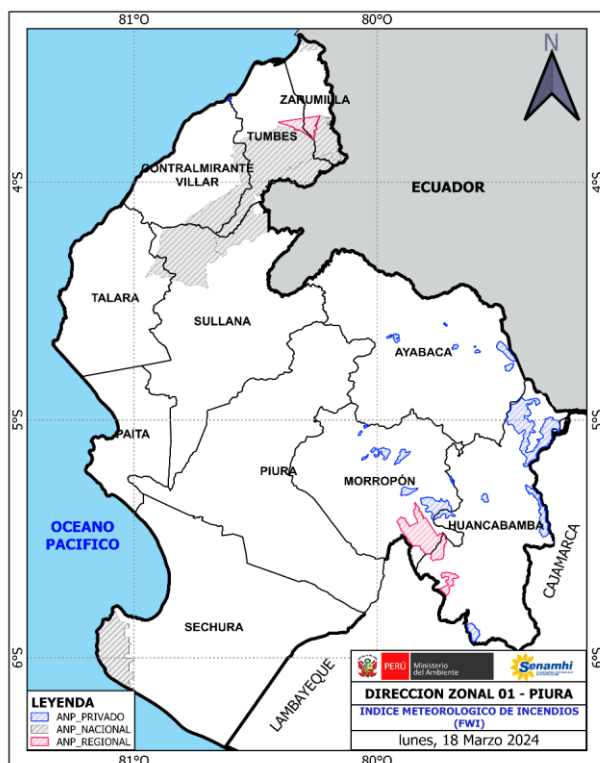 81°O
80°O
N
ZARUMILLA
TUMBES
CONTRALMIRANTE
VILLAR
4°S
4°S
ECUADOR
TALARA
SULLANA
AYABACA
5°S
5°S
PAITA
PIURA
MORROPÓN
HUANCABAMBA
OCEANO
PACIFICO
CAJAMARCA
SECHURA
LAMBAYEQUE
6°S
6°S
PERÚ
Ministerio
del Ambiente
Senamhi
DIRECCION ZONAL 01 - PIURA
INDICE METEOROLOGICO DE INCENDIOS
(FWI)
lunes, 18 Marzo 2024
LEYENDA
ANP_PRIVADO
ANP_NACIONAL
ANP_REGIONAL
81°O
80°O